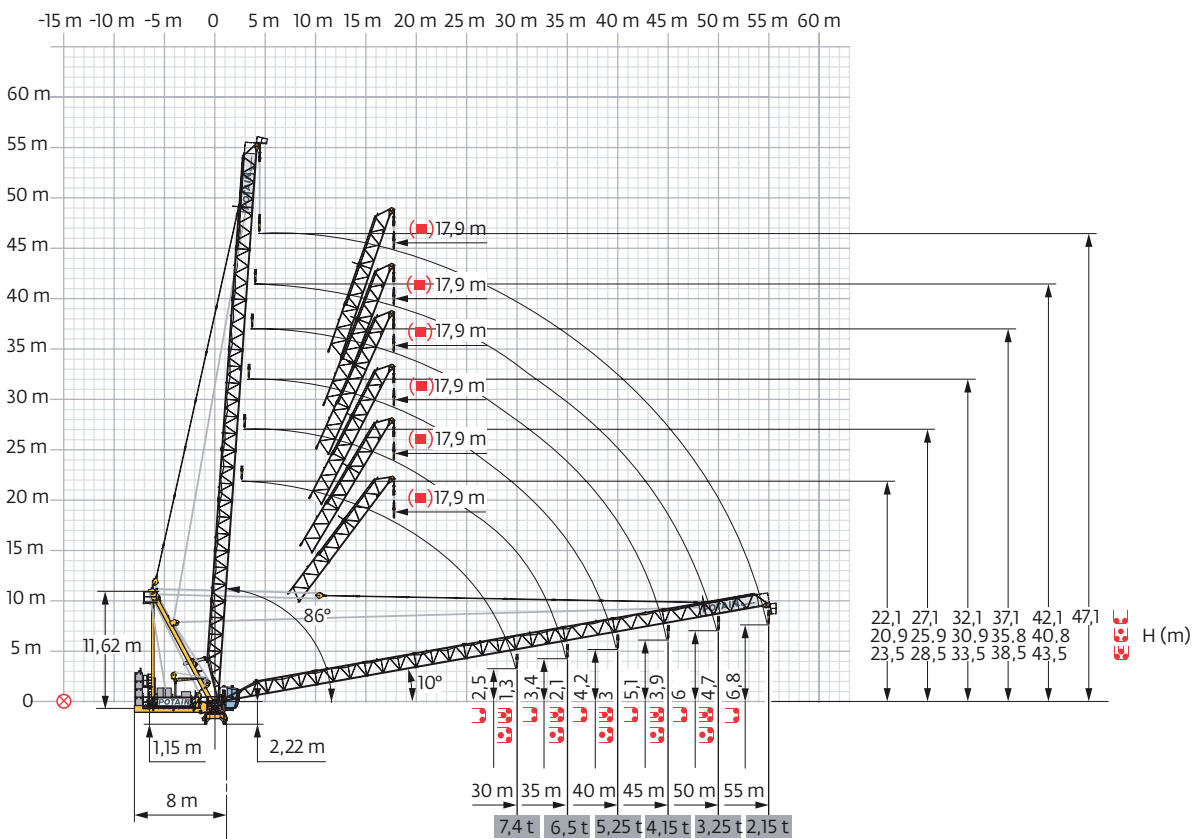 -15 m -10 m -5 m 0 5 m 10 m 15 m 20 m 25 m 30 m 35 m 40 m 45 m 50 m 55 m 60 m
60 m
55 m
50 m
45 m
40 m
35 m
30 m
25 m
20 m
15 m
10 m
5 m
0
17,9 m
17,9 m
17,9 m
17,9 m
17,9 m
17,9 m
86°
10°
11,62 m
POTAIN
POTAIN
22,1 27,1 32,1 37,1 42,1 47,1
20,9 25,9 30,9 35.8 40,8
23,5 28,5 33,5 38,5 43,5
H (m)
2,5
1,3
3,4
2,1
4,2
3
5,1
3,9
6
4,7
6,8
1,15 m
2,22 m
8 m
30 m 35 m 40 m 45 m 50 m 55 m
7,4 t 6,5 t 5,25 t 4,15 t 3,25 t 2,15 t